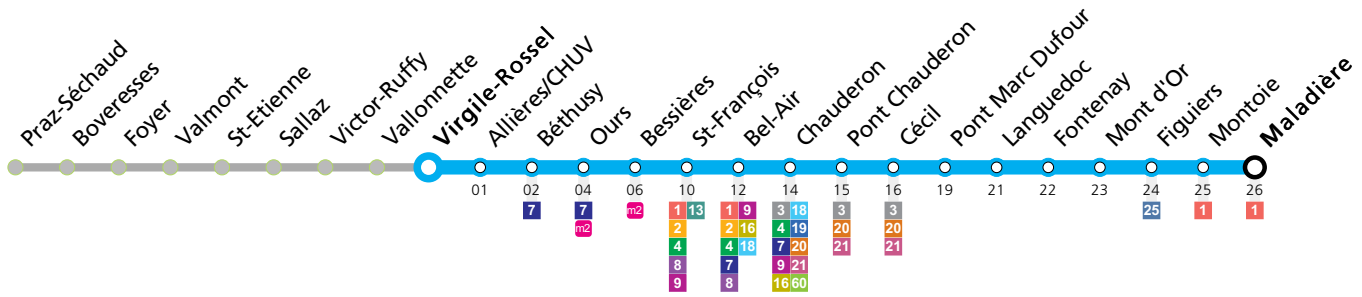 Praz-Séchaud
Boveresses
Foyer
Valmont
St-Etienne
Sallaz
Victor-Ruffy
Vallonnette
Virgile-Rossel
Allières/CHUV
Béthusy
Ours
Bessières
St-François
Bel-Air
Chauderon
Pont Chauderon
Cécil
Pont Marc Dufour
Languedoc
Fontenay
Mont d'Or
Figuiers
Montoie
Maladière
01 02 04 06 10 12 14 15 16 19 21 22 23 24 25 26
7 7 m2 1 13 1 9 3 18 3 3 25 1 1
m2 2 2 16 4 19 20 20
4 4 18 7 20 21 21
8 7 9 21
9 8 16 60